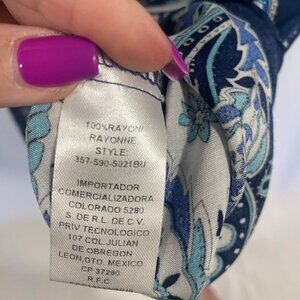 100%RAYON/
RAYONNE
STYLE:
357-590-5021BU
IMPORTADOR
COMERCIALIZADORA
COLORADO 5280
S. DE R.L. DE C.V.
PRIV TECNOLOGICO
107 COL JULIAN
DE OBREGON
LEON,GTO. MEXICO
CP 37290
R.F.C.